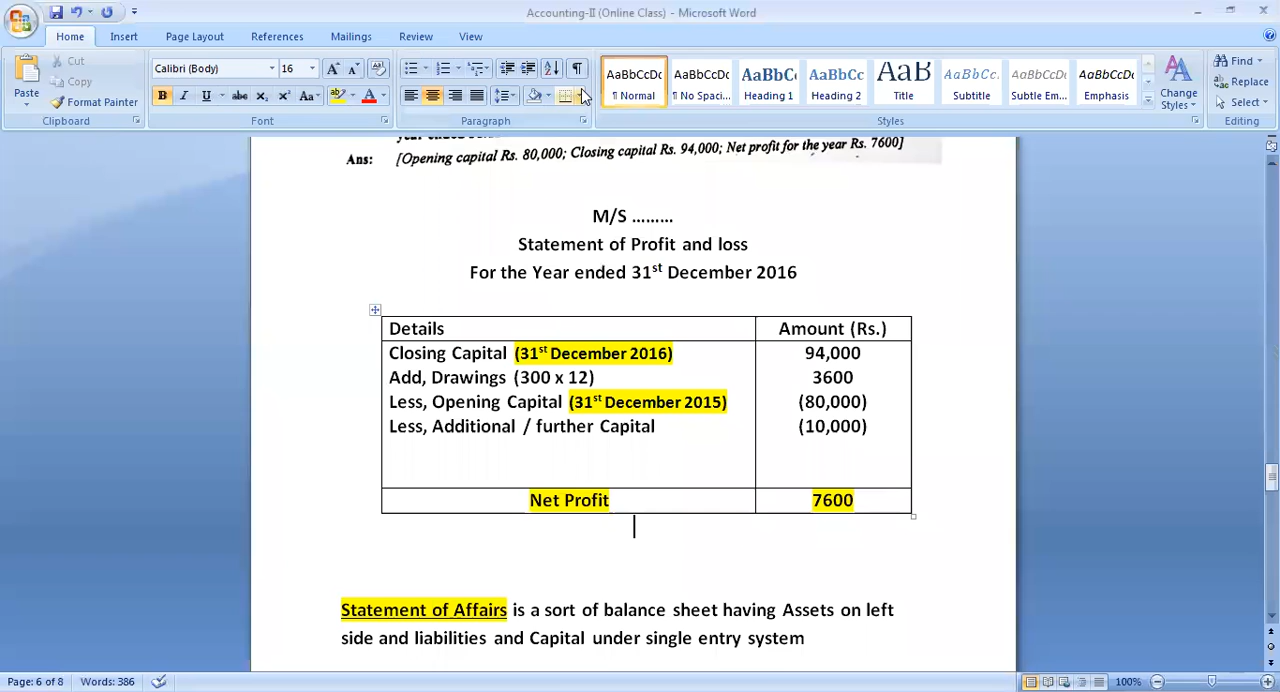 Accounting-II (Online Class) - Microsoft Word
Home Insert Page Layout References Mailings Review View
Paste
Cut
Copy
Format Painter
Clipboard
Calibri (Body) 16
B I U abc X₂ X² Aa A
Font
Paragraph
AaBbCcDc AaBbCcDc AaBbC AaBbCc AaB AaBbCc. AaBbCcDc AaBbCcDc
¶ Normal ¶ No Spaci... Heading 1 Heading 2 Title Subtitle Subtle Em... Emphasis
Change Styles
Styles
Find
Replace
Select
Editing
Ans: [Opening capital Rs. 80,000; Closing capital Rs. 94,000; Net profit for the year Rs. 7600]
M/S .........
Statement of Profit and loss
For the Year ended 31st December 2016
Details Amount (Rs.)
Closing Capital (31st December 2016) 94,000
Add, Drawings (300 x 12) 3600
Less, Opening Capital (31st December 2015) (80,000)
Less, Additional / further Capital (10,000)
Net Profit 7600
Statement of Affairs is a sort of balance sheet having Assets on left
side and liabilities and Capital under single entry system
Page: 6 of 8 Words: 386 100%